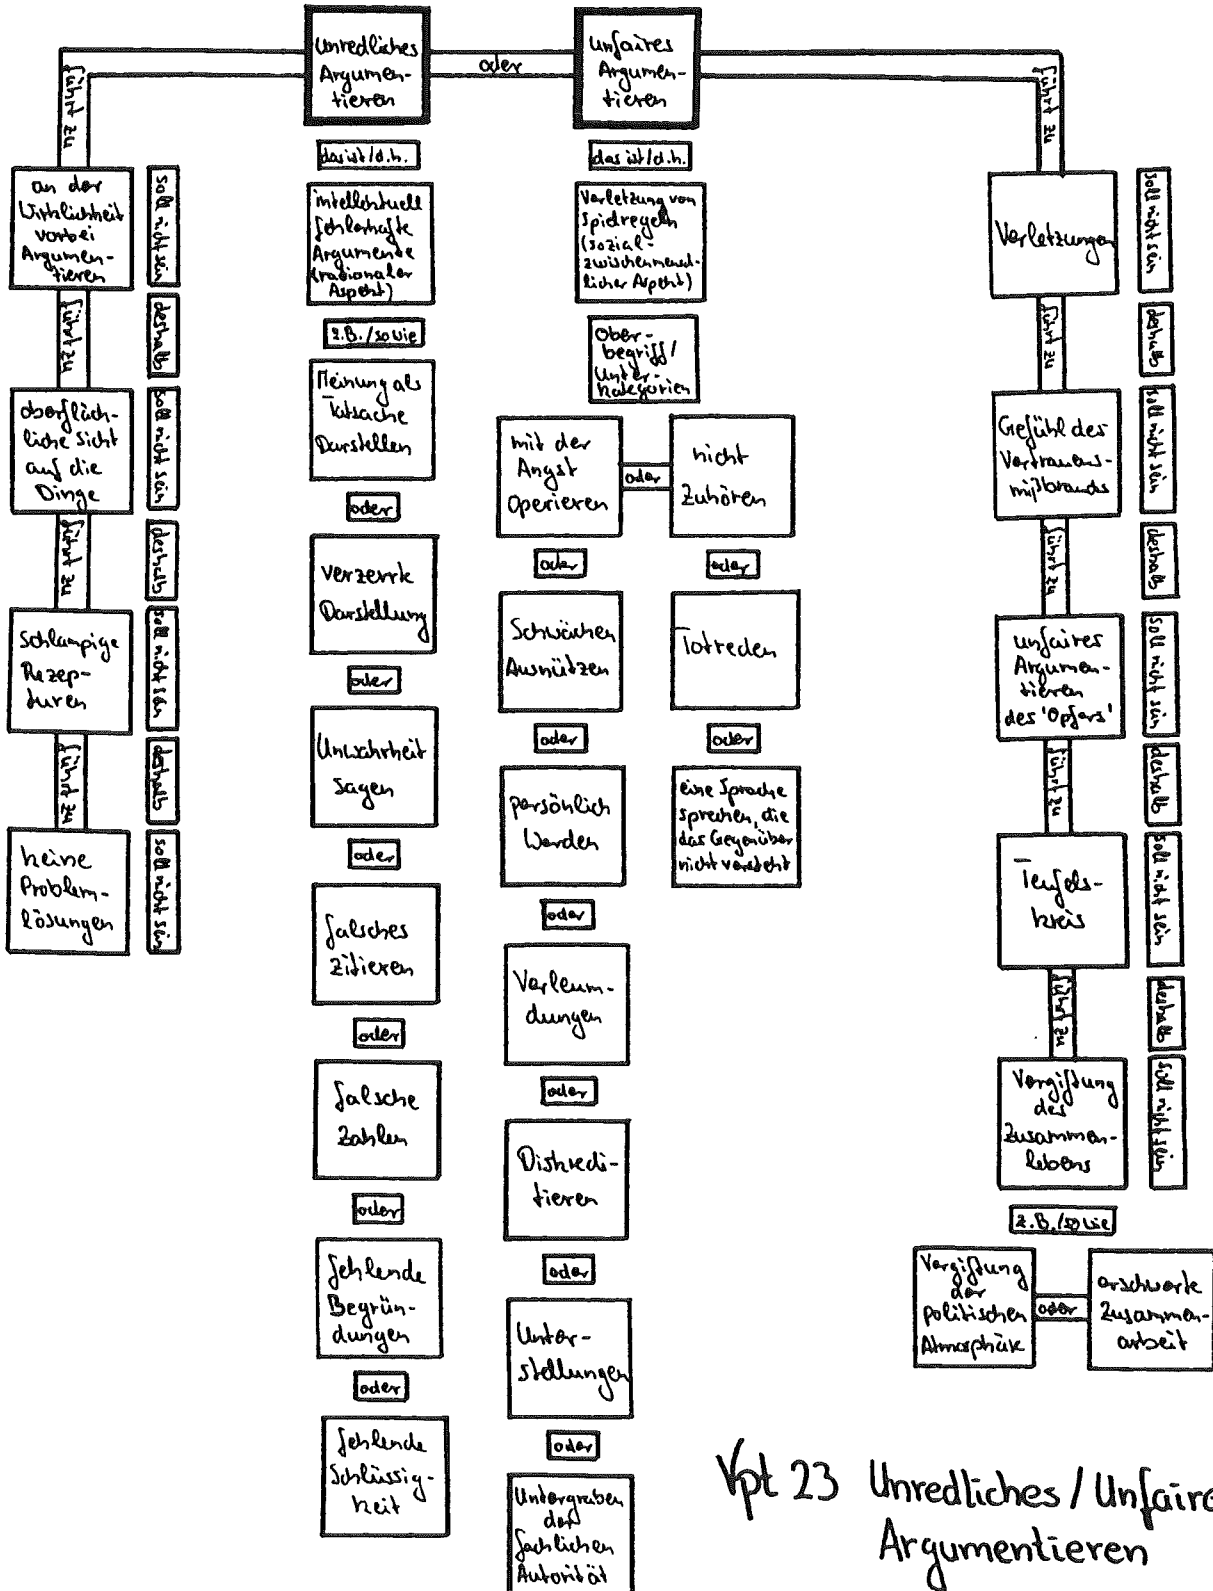 unredliches
Argumen-
tieren
oder
unfaires
Argumen-
tieren
führt zu
an der
Wirklichkeit
vorbei
Argumen-
tieren
soll nicht sein
führt zu
deshalb
oberfläch-
liche Sicht
auf die
Dinge
soll nicht sein
führt zu
deshalb
Schlampige
Rezep-
turen
soll nicht sein
führt zu
deshalb
keine
Problem-
lösungen
soll nicht sein
das ist/d.h.
intellektuell
fehlerhafte
Argumente
(rationaler
Aspekt)
z.B./sowie
Meinung als
Tatsache
Darstellen
oder
verzerrte
Darstellung
oder
Unwahrheit
sagen
oder
falsches
zitieren
oder
falsche
Zahlen
oder
fehlende
Begrün-
dungen
oder
fehlende
Schlüssig-
keit
das ist/d.h.
Verletzung von
Spielregeln
(sozial-
zwischenmensch-
licher Aspekt)
Ober-
begriff/
Unter-
kategorien
mit der
Angst
Operieren
oder
nicht
Zuhören
oder
Schwächen
Ausnützen
oder
persönlich
Werden
oder
Verleum-
dungen
oder
Diskredi-
tieren
oder
Unter-
stellungen
oder
Untergraben
der
fachlichen
Autorität
oder
Totreden
oder
eine Sprache
sprechen, die
das Gegenüber
nicht versteht
führt zu
Verletzungen
soll nicht sein
führt zu
deshalb
Gefühl des
Vertrauens-
mißbrauchs
soll nicht sein
führt zu
deshalb
unfaires
Argumen-
tieren
des 'Opfers'
soll nicht sein
führt zu
deshalb
Teufels-
kreis
soll nicht sein
führt zu
deshalb
Vergiftung
des
Zusammen-
lebens
soll nicht sein
z.B./sowie
Vergiftung
der
politischen
Atmosphäre
oder
erschwerte
Zusammen-
arbeit
Vpt 23 Unredliches / Unfaire
Argumentieren